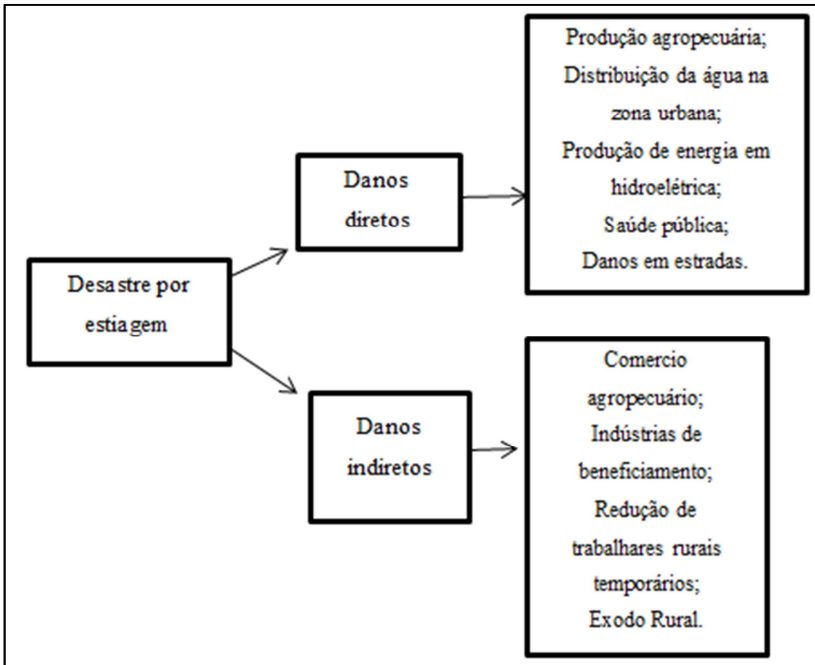 Desastre por
estiagem
Danos
diretos
Produção agropecuária;
Distribuição da água na
zona urbana;
Produção de energia em
hidroelétrica;
Saúde pública;
Danos em estradas.
Danos
indiretos
Comercio
agropecuário;
Indústrias de
beneficiamento;
Redução de
trabalhares rurais
temporários;
Exodo Rural.